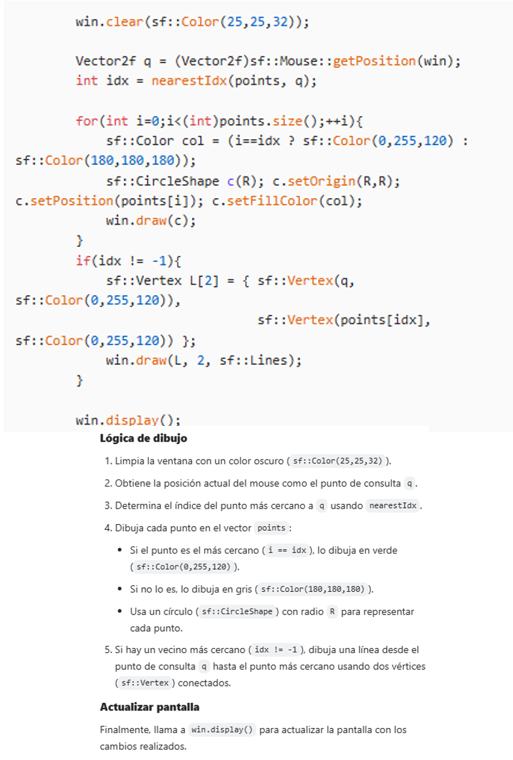 win.clear(sf::Color(25,25,32));
Vector2f q = (Vector2f)sf::Mouse::getPosition(win);
int idx = nearestIdx(points, q);
for(int i=0;i<(int)points.size();++i){
sf::Color col = (i==idx ? sf::Color(0,255,120) :
sf::Color(180,180,180));
sf::CircleShape c(R); c.setOrigin(R,R);
c.setPosition(points[i]); c.setFillColor(col);
win.draw(c);
}
if(idx != -1){
sf::Vertex L[2] = { sf::Vertex(q,
sf::Color(0,255,120)),
sf::Vertex(points[idx],
sf::Color(0,255,120)) };
win.draw(L, 2, sf::Lines);
}
win.display();
Lógica de dibujo
1. Limpia la ventana con un color oscuro ( sf::Color(25,25,32) ).
2. Obtiene la posición actual del mouse como el punto de consulta q .
3. Determina el índice del punto más cercano a q usando nearestIdx .
4. Dibuja cada punto en el vector points :
• Si el punto es el más cercano ( i == idx ), lo dibuja en verde
( sf::Color(0,255,120) ).
• Si no lo es, lo dibuja en gris ( sf::Color(180,180,180) ).
• Usa un círculo ( sf::CircleShape ) con radio R para representar
cada punto.
5. Si hay un vecino más cercano ( idx != -1 ), dibuja una línea desde el
punto de consulta q hasta el punto más cercano usando dos vértices
( sf::Vertex ) conectados.
Actualizar pantalla
Finalmente, llama a win.display() para actualizar la pantalla con los
cambios realizados.